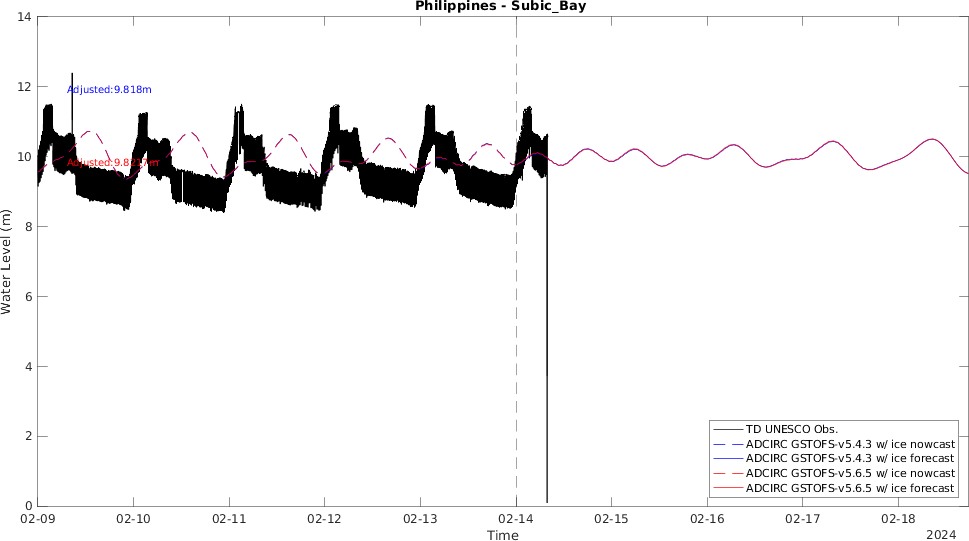 Philippines - Subic_Bay
14
12
10
8
6
4
2
0
Water Level (m)
Adjusted:9.818m
02-09
02-10
02-11
02-12
02-13
02-14
02-15
02-16
02-17
02-18
Time
2024
TD UNESCO Obs.
ADCIRC GSTOFS-v5.4.3 w/ ice nowcast
ADCIRC GSTOFS-v5.4.3 w/ ice forecast
ADCIRC GSTOFS-v5.6.5 w/ ice nowcast
ADCIRC GSTOFS-v5.6.5 w/ ice forecast